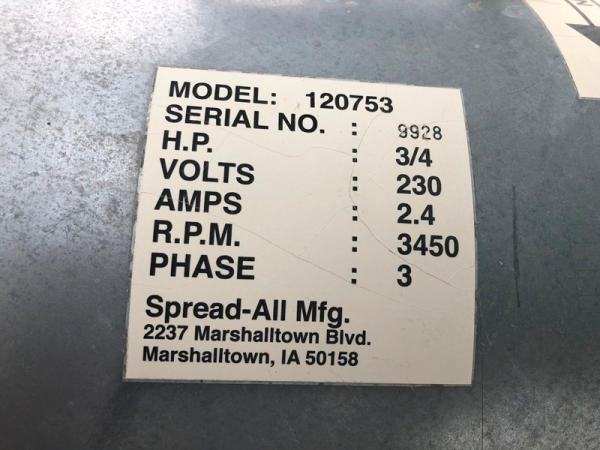 MODEL: 120753
SERIAL NO. : 9928
H.P. : 3/4
VOLTS : 230
AMPS : 2.4
R.P.M. : 3450
PHASE : 3
Spread-All Mfg.
2237 Marshalltown Blvd.
Marshalltown, IA 50158